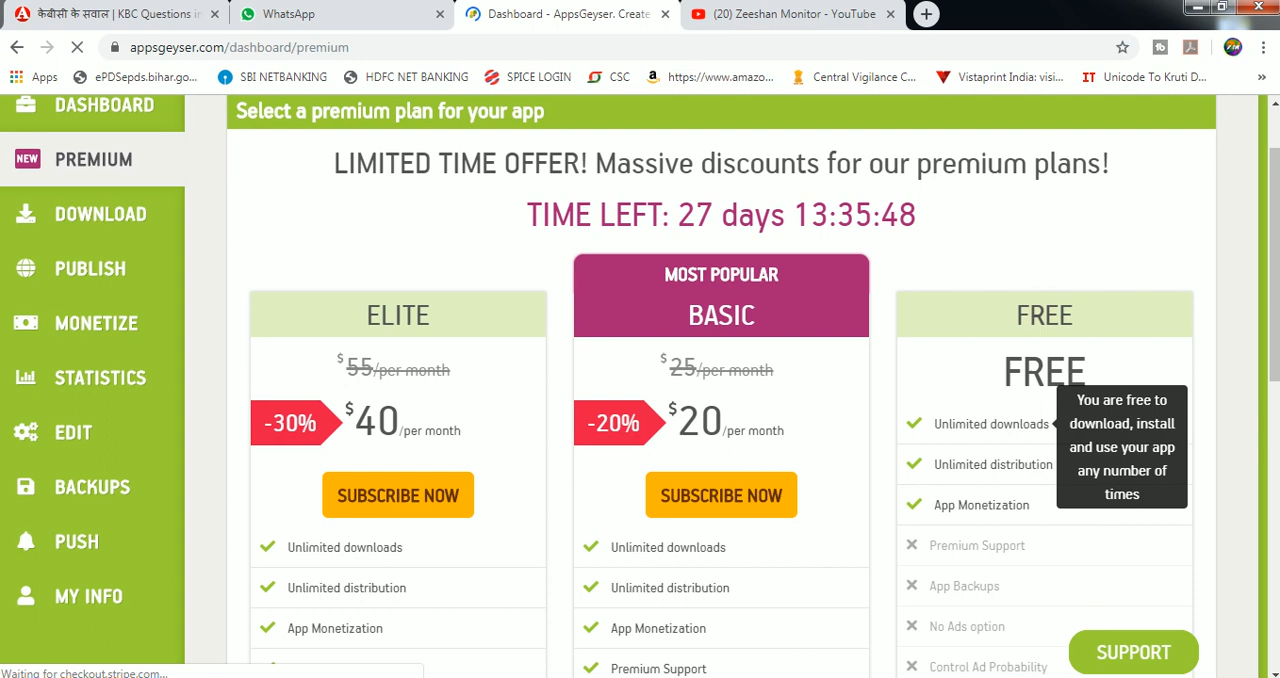 केबीसी के सवाल | KBC Questions in
WhatsApp
Dashboard - AppsGeyser. Create
(20) Zeeshan Monitor - YouTube
appsgeyser.com/dashboard/premium
Apps
ePDSepds.bihar.go...
SBI NETBANKING
HDFC NET BANKING
SPICE LOGIN
CSC
https://www.amazo...
Central Vigilance C...
Vistaprint India: visi...
Unicode To Kruti D...
DASHBOARD
NEW PREMIUM
DOWNLOAD
PUBLISH
MONETIZE
STATISTICS
EDIT
BACKUPS
PUSH
MY INFO
Select a premium plan for your app
LIMITED TIME OFFER! Massive discounts for our premium plans!
TIME LEFT: 27 days 13:35:48
ELITE
$55/per month
-30% $40/per month
SUBSCRIBE NOW
Unlimited downloads
Unlimited distribution
App Monetization
MOST POPULAR
BASIC
$25/per month
-20% $20/per month
SUBSCRIBE NOW
Unlimited downloads
Unlimited distribution
App Monetization
Premium Support
FREE
FREE
Unlimited downloads
Unlimited distribution
App Monetization
Premium Support
App Backups
No Ads option
Control Ad Probability
You are free to
download, install
and use your app
any number of
times
SUPPORT
Waiting for checkout.stripe.com...